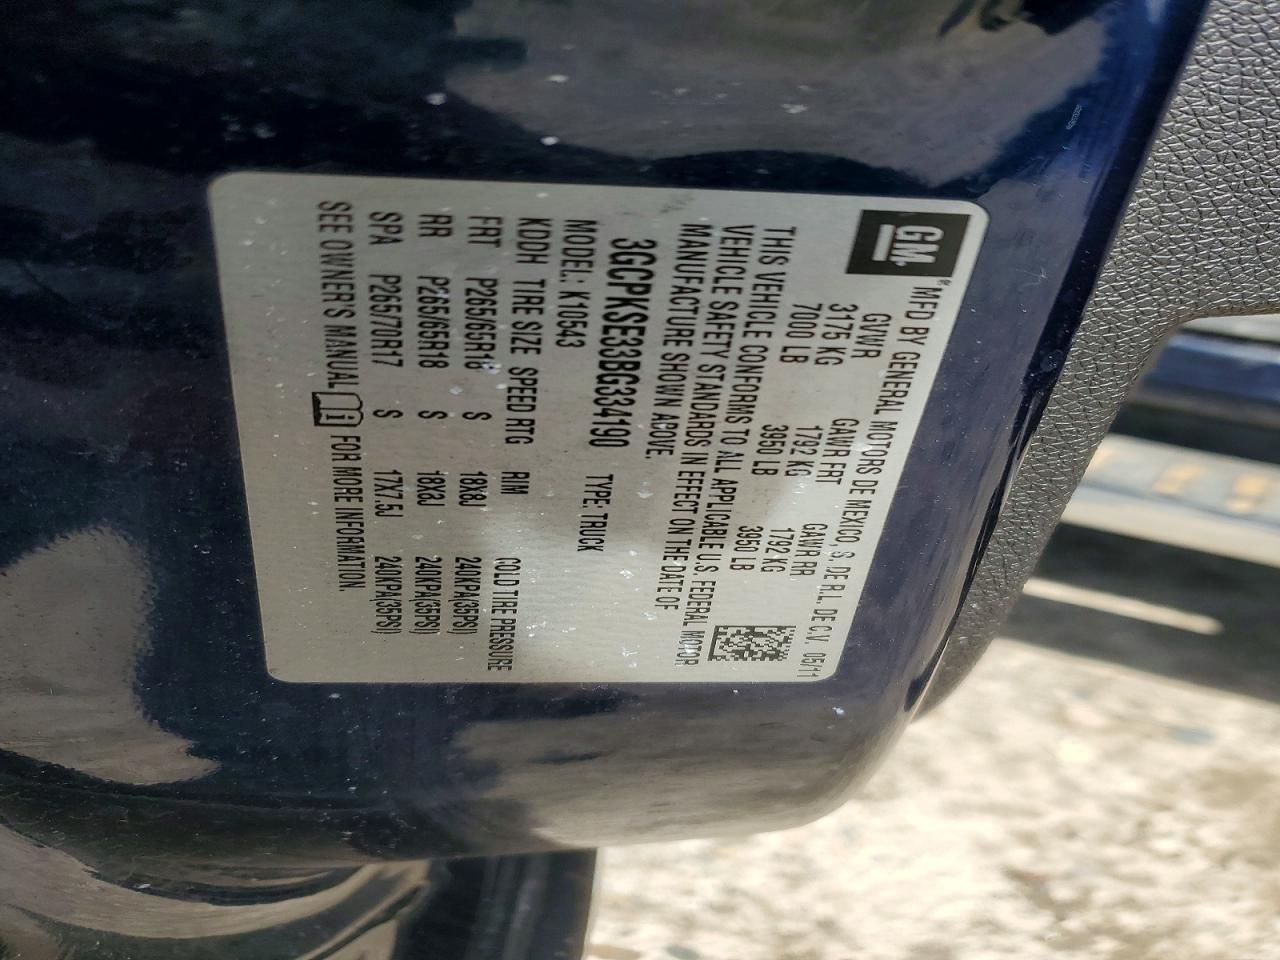 GM
® MFD BY GENERAL MOTORS DE MEXICO, S. DE R.L. DE C.V. 05/11
GVWR GAWR FRT GAWR RR
3175 KG 1792 KG 1792 KG
7000 LB 3950 LB 3950 LB
THIS VEHICLE CONFORMS TO ALL APPLICABLE U.S. FEDERAL MOTOR
VEHICLE SAFETY STANDARDS IN EFFECT ON THE DATE OF
MANUFACTURE SHOWN ABOVE.
3GCPKSE33BG334190 TYPE: TRUCK
MODEL: K10543
KDDH TIRE SIZE SPEED RTG RIM COLD TIRE PRESSURE
FRT P265/65R18 S 18X8J 240KPA(35PSI)
RR P265/65R18 S 18X8J 240KPA(35PSI)
SPA P265/70R17 S 17X7.5J 240KPA(35PSI)
SEE OWNER'S MANUAL FOR MORE INFORMATION.